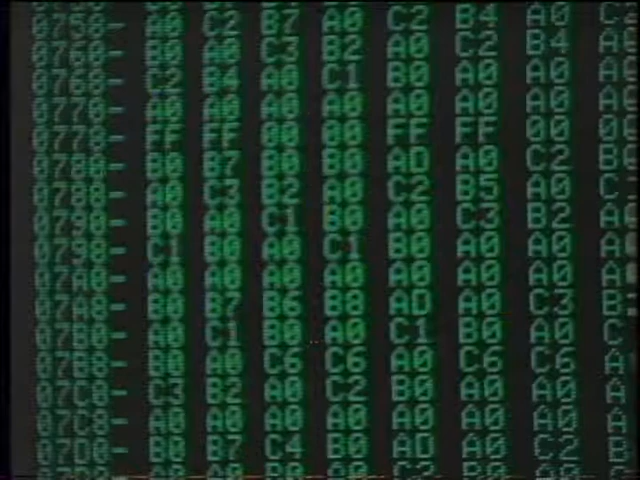 0758- A0 C2 B7 A0 C2 B4 A0 C2
0760- B0 A0 C3 B2 A0 C2 B4
0768- C2 B4 A0 C1 B0 A0 A0
0770- A0 A0 A0 A0 A0 A0 A0
0778- FF FF 00 00 FF FF 00
0780- B0 B7 B0 B0 AD A0 C2
0788- A0 C3 B2 A0 C2 B5 A0
0790- B0 A0 C1 B0 A0 C3 B2
0798- C1 B0 A0 C1 B0 A0 A0
07A0- A0 A0 A0 A0 A0 A0 A0
07A8- B0 B7 B6 B8 AD A0 C3
07B0- A0 C1 B0 A0 C1 B0 A0
07B8- B0 A0 C6 C6 A0 C6 C6
07C0- C3 B2 A0 C2 B0 A0 A0
07C8- A0 A0 A0 A0 A0 A0 A0
07D0- B0 B7 C4 B0 AD A0 C2